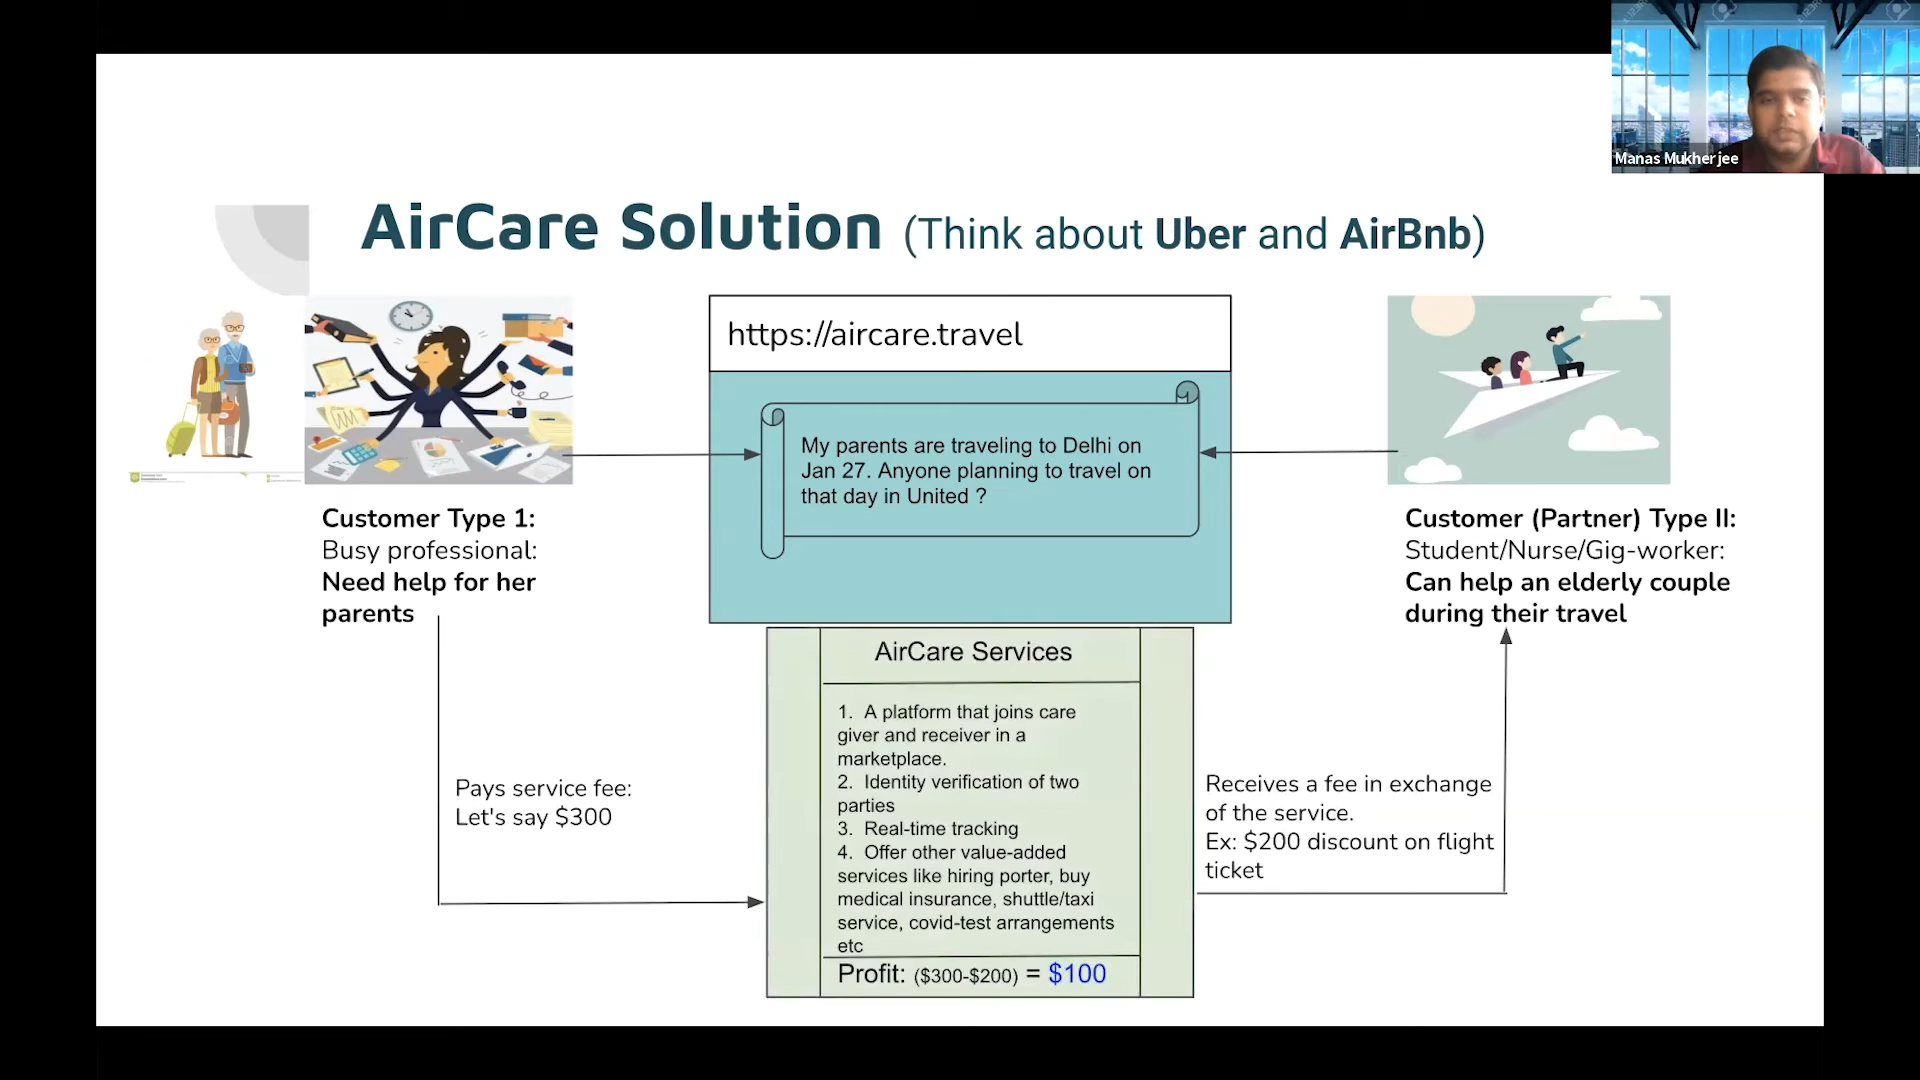 Manas Mukherjee
AirCare Solution (Think about Uber and AirBnb)
https://aircare.travel
My parents are traveling to Delhi on
Jan 27. Anyone planning to travel on
that day in United ?
Customer Type 1:
Busy professional:
Need help for her
parents
Customer (Partner) Type II:
Student/Nurse/Gig-worker:
Can help an elderly couple
during their travel
Pays service fee:
Let's say $300
AirCare Services
1. A platform that joins care
giver and receiver in a
marketplace.
2. Identity verification of two
parties
3. Real-time tracking
4. Offer other value-added
services like hiring porter, buy
medical insurance, shuttle/taxi
service, covid-test arrangements
etc
Profit: ($300-$200) = $100
Receives a fee in exchange
of the service.
Ex: $200 discount on flight
ticket